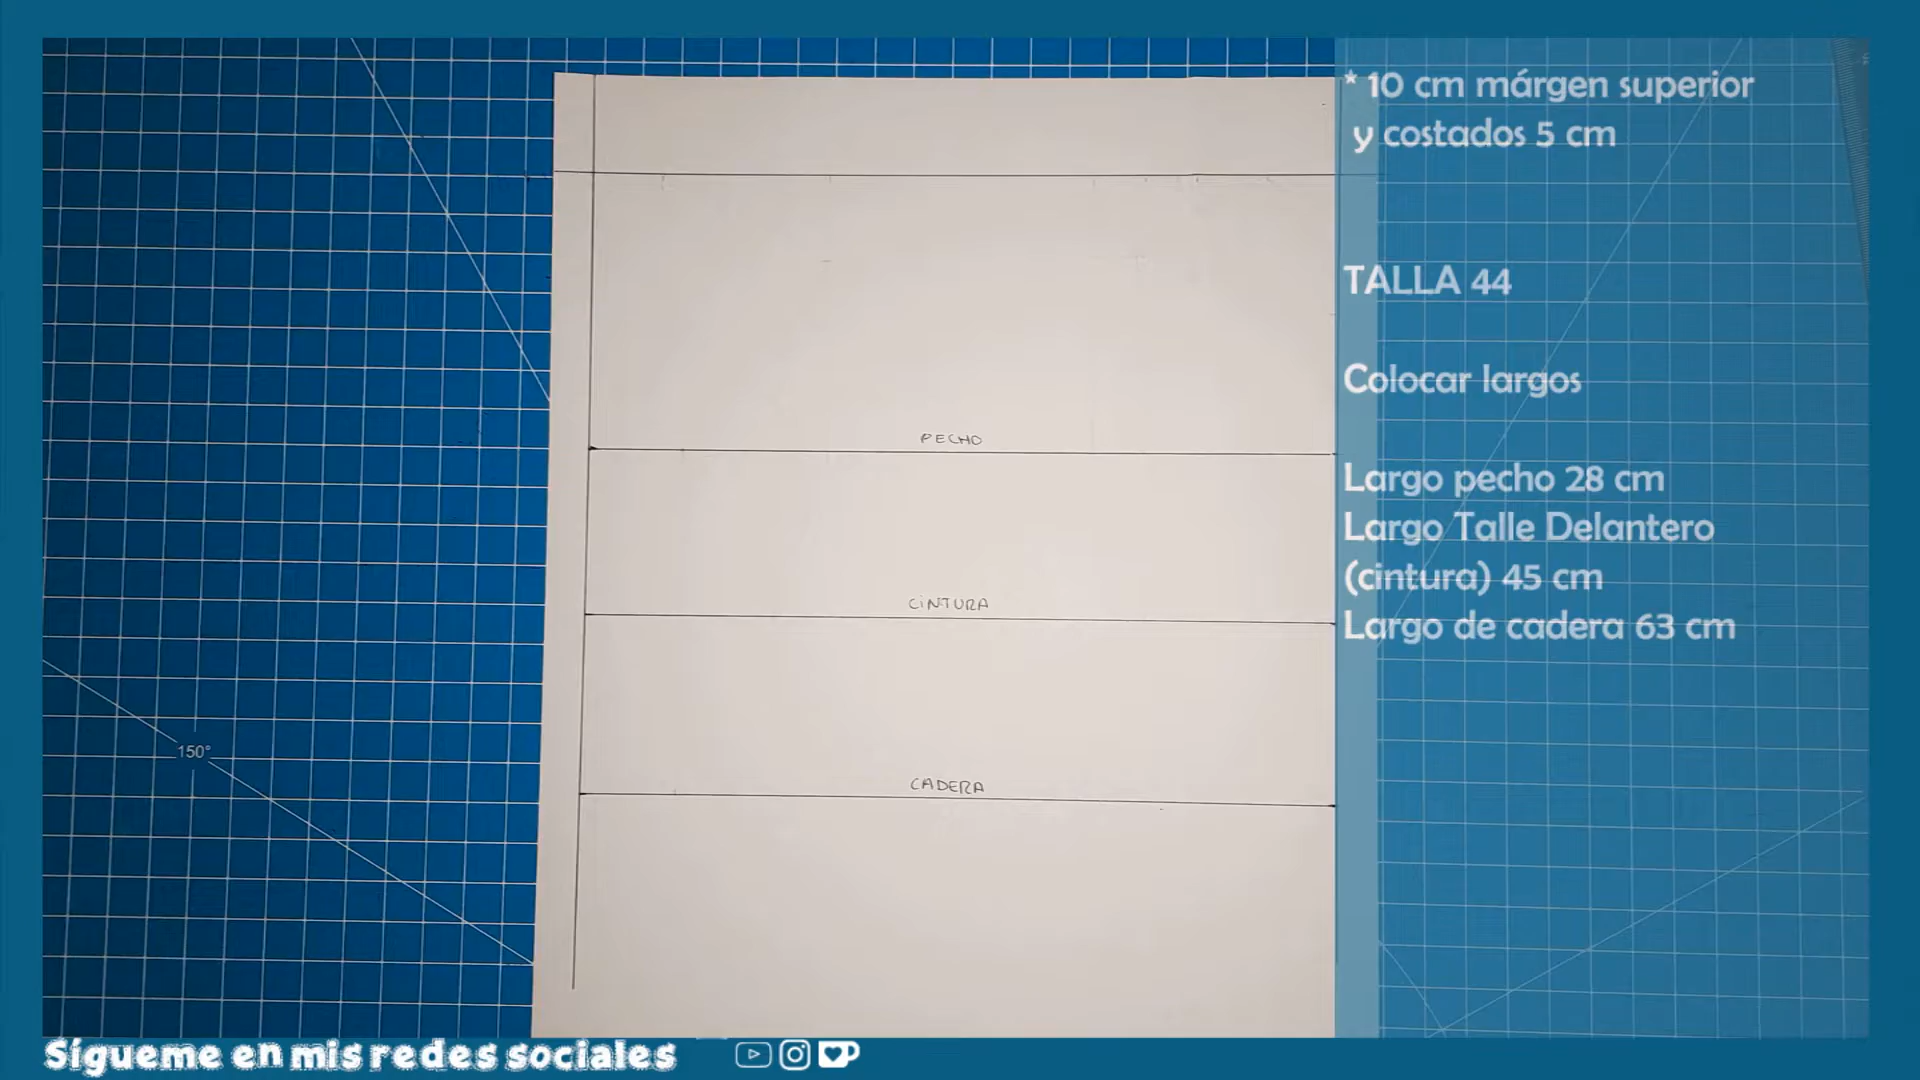 * 10 cm márgen superior
y costados 5 cm
TALLA 44
Colocar largos
PECHO
Largo pecho 28 cm
Largo Talle Delantero
(cintura) 45 cm
CINTURA
Largo de cadera 63 cm
150°
CADERA
Sígueme en mis redes sociales